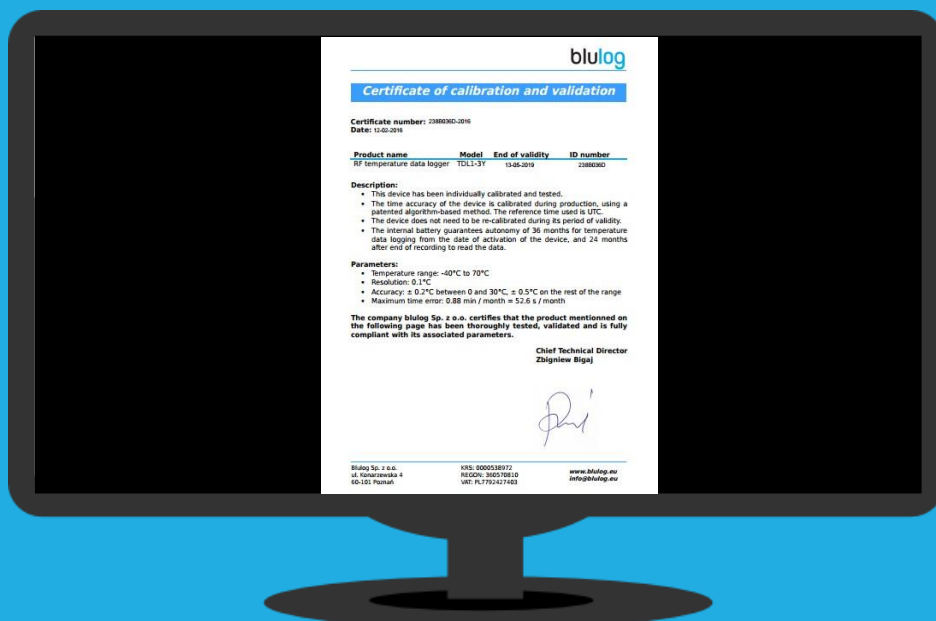 blulog
Certificate of calibration and validation
Certificate number: 238B036D-2016
Date: 12-02-2016
Product name Model End of validity ID number
RF temperature data logger TDL1-3Y 13-05-2019 238B036D
Description:
• This device has been individually calibrated and tested.
• The time accuracy of the device is calibrated during production, using a
patented algorithm-based method. The reference time used is UTC.
• The device does not need to be re-calibrated during its period of validity.
• The internal battery guarantees autonomy of 36 months for temperature
data logging from the date of activation of the device, and 24 months
after end of recording to read the data.
Parameters:
• Temperature range: -40°C to 70°C
• Resolution: 0.1°C
• Accuracy: ± 0.2°C between 0 and 30°C, ± 0.5°C on the rest of the range
• Maximum time error: 0.88 min / month = 52.6 s / month
The company blulog Sp. z o.o. certifies that the product mentionned on
the following page has been thoroughly tested, validated and is fully
compliant with its associated parameters.
Chief Technical Director
Zbigniew Bigaj
Blulog Sp. z o.o.
ul. Konarzewska 4
60-101 Poznań
KRS: 0000538972
REGON: 360570810
VAT: PL7792427403
www.blulog.eu
info@blulog.eu